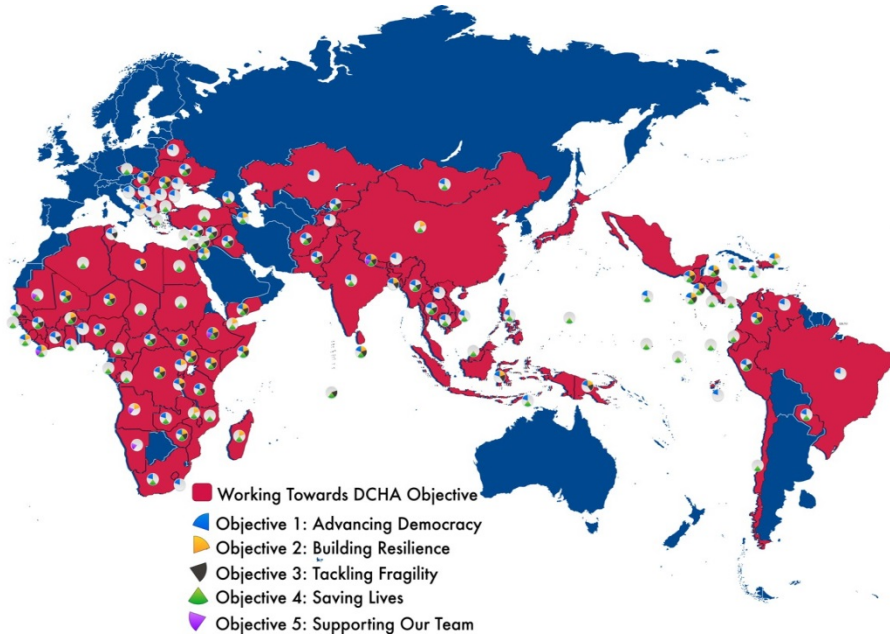 Working Towards DCHA Objective
Objective 1: Advancing Democracy
Objective 2: Building Resilience
Objective 3: Tackling Fragility
Objective 4: Saving Lives
Objective 5: Supporting Our Team